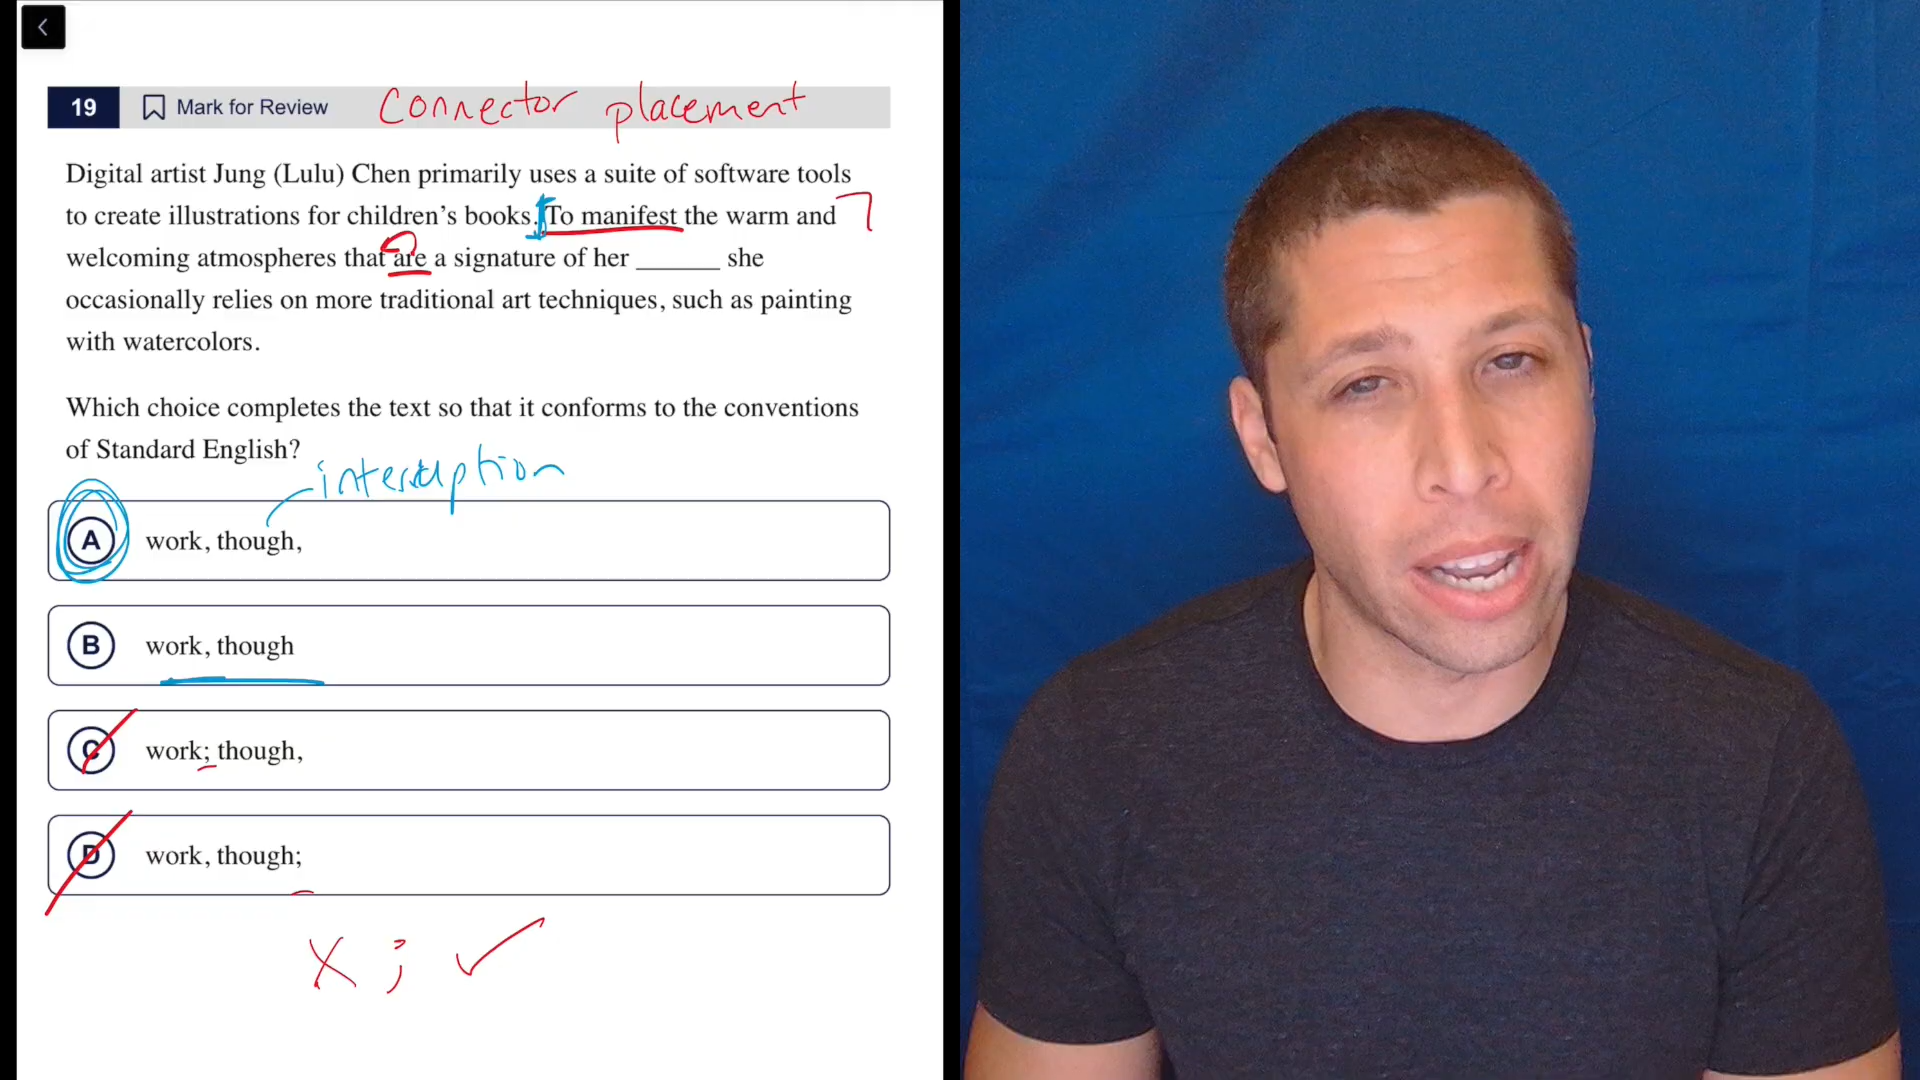 19 Mark for Review Connector placement
Digital artist Jung (Lulu) Chen primarily uses a suite of software tools
to create illustrations for children’s books. To manifest the warm and
welcoming atmospheres that are a signature of her ______ she
occasionally relies on more traditional art techniques, such as painting
with watercolors.
Which choice completes the text so that it conforms to the conventions
of Standard English?
interruption
A work, though,
B work, though
C work; though,
D work, though;
X ; ✓